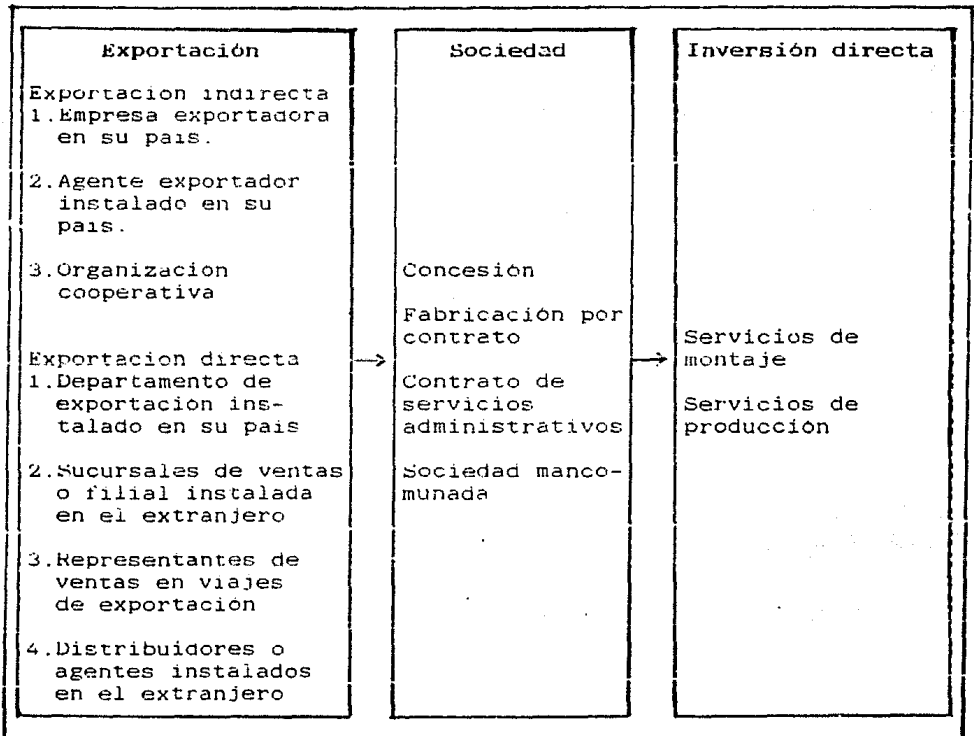 Exportación
Exportacion indirecta
1.Empresa exportadora
en su pais.
2.Agente exportador
instalado en su
pais.
3.Organización
cooperativa
Exportacion directa
1.Departamento de
exportación ins-
talado en su pais
2.Sucursales de ventas
o filial instalada
en el extranjero
3.Representantes de
ventas en viajes
de exportación
4.Distribuidores o
agentes instalados
en el extranjero
Sociedad
Concesión
Fabricación por
contrato
Contrato de
servicios
administrativos
Sociedad manco-
munada
Inversión directa
Servicios de
montaje
Servicios de
producción